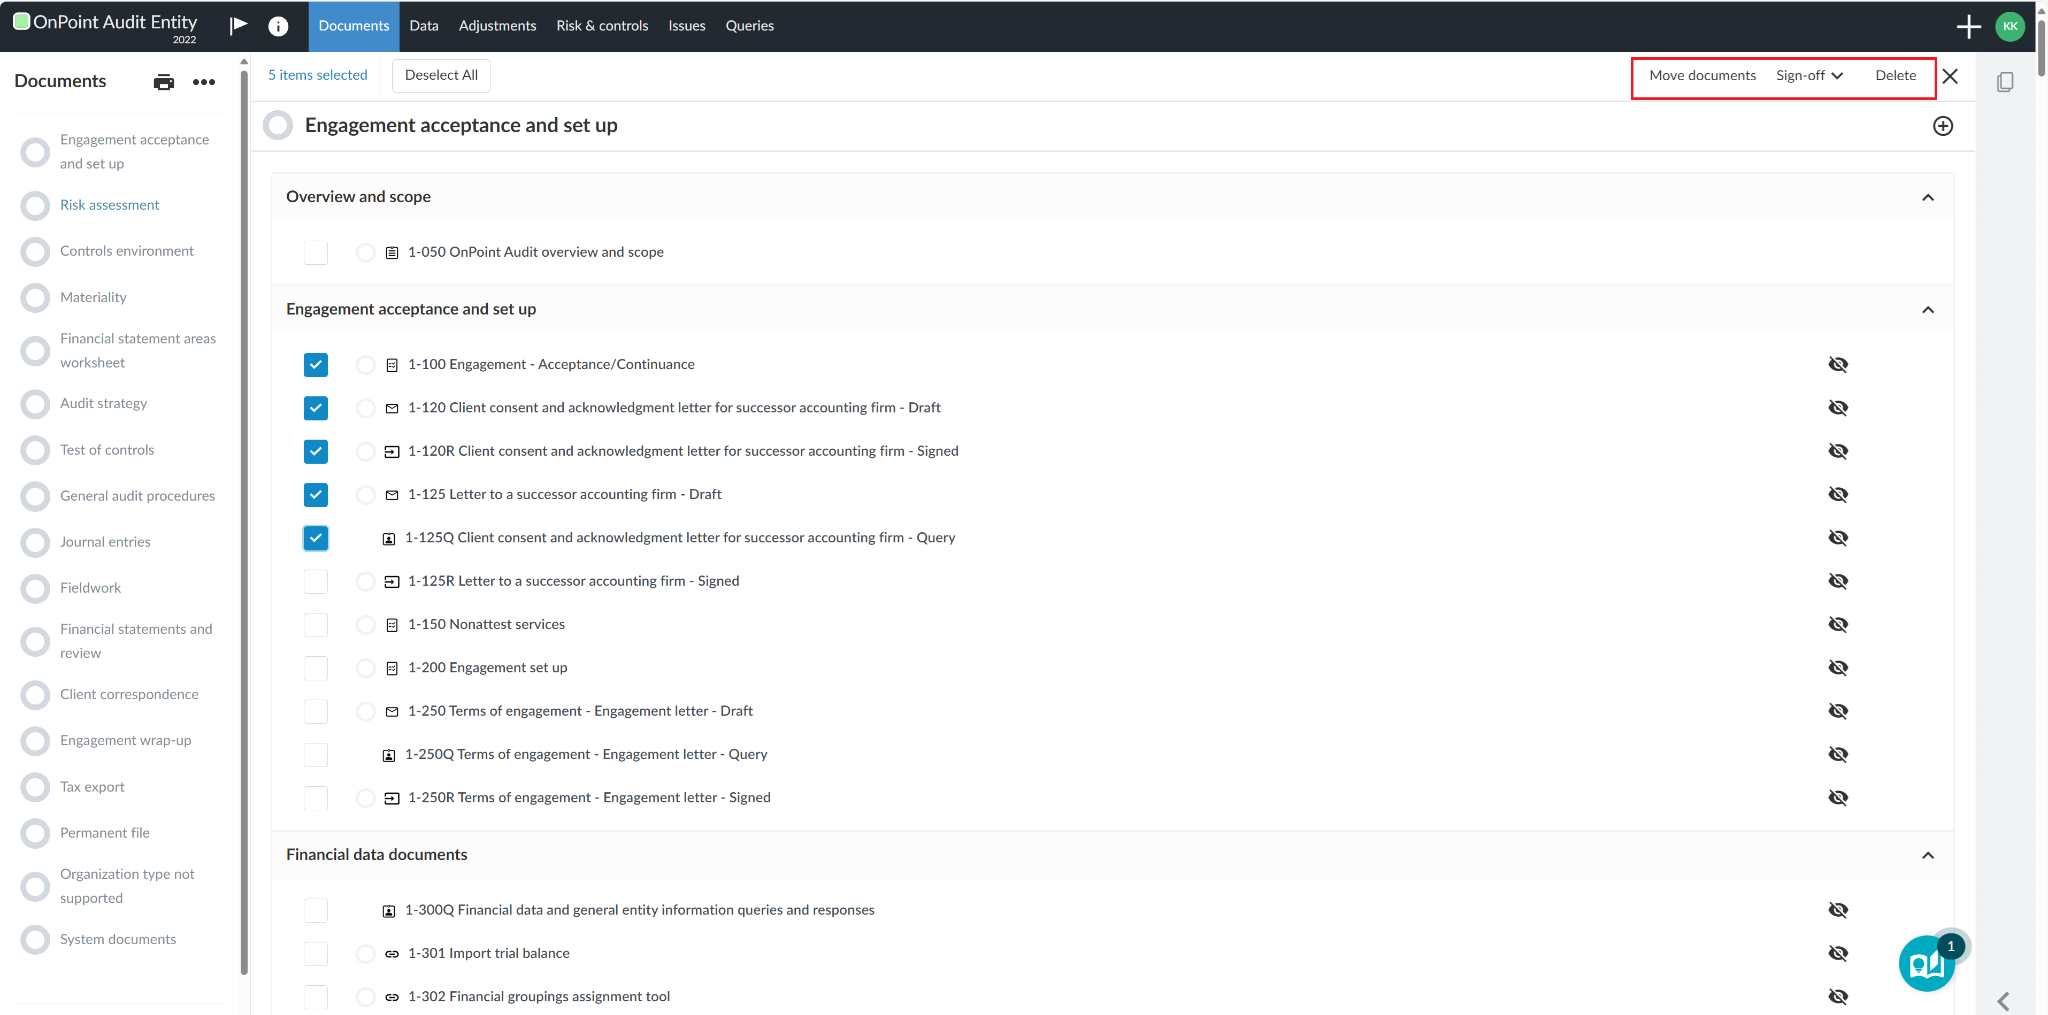 OnPoint Audit Entity
2022
Documents
Data
Adjustments
Risk & controls
Issues
Queries
KK
Documents
5 items selected
Deselect All
Move documents
Sign-off
Delete
Engagement acceptance
and set up
Risk assessment
Controls environment
Materiality
Financial statement areas
worksheet
Audit strategy
Test of controls
General audit procedures
Journal entries
Fieldwork
Financial statements and
review
Client correspondence
Engagement wrap-up
Tax export
Permanent file
Organization type not
supported
System documents
Engagement acceptance and set up
Overview and scope
1-050 OnPoint Audit overview and scope
Engagement acceptance and set up
1-100 Engagement - Acceptance/Continuance
1-120 Client consent and acknowledgment letter for successor accounting firm - Draft
1-120R Client consent and acknowledgment letter for successor accounting firm - Signed
1-125 Letter to a successor accounting firm - Draft
1-125Q Client consent and acknowledgment letter for successor accounting firm - Query
1-125R Letter to a successor accounting firm - Signed
1-150 Nonattest services
1-200 Engagement set up
1-250 Terms of engagement - Engagement letter - Draft
1-250Q Terms of engagement - Engagement letter - Query
1-250R Terms of engagement - Engagement letter - Signed
Financial data documents
1-300Q Financial data and general entity information queries and responses
1-301 Import trial balance
1-302 Financial groupings assignment tool
1